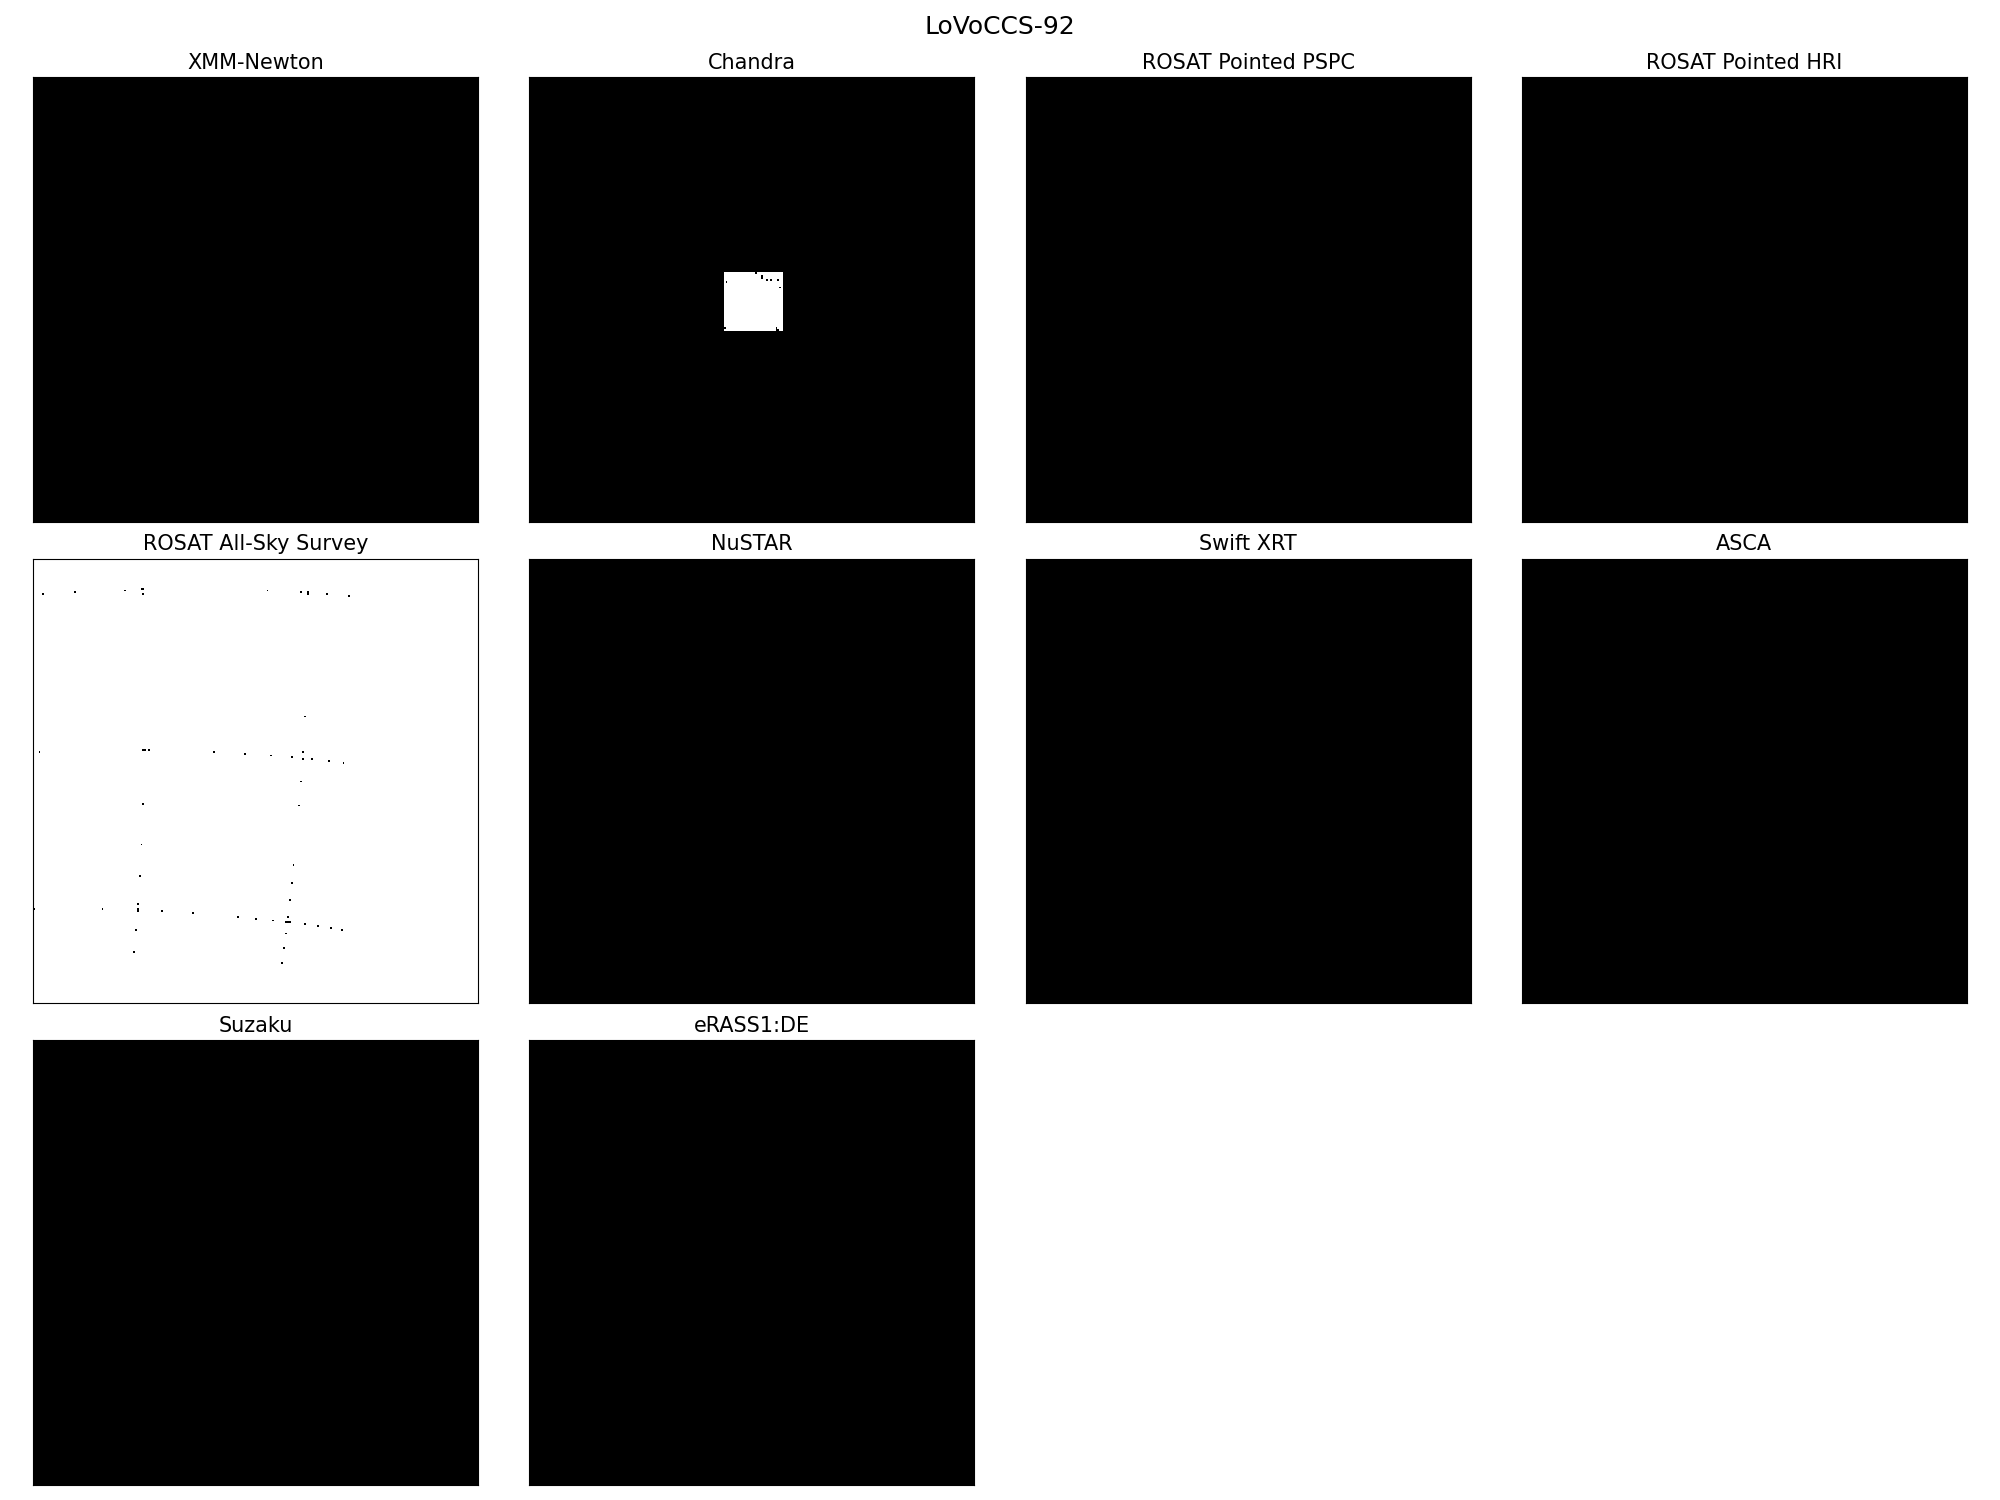 LoVoCCS-92
XMM-Newton
Chandra
ROSAT Pointed PSPC
ROSAT Pointed HRI
ROSAT All-Sky Survey
NuSTAR
Swift XRT
ASCA
Suzaku
eRASS1:DE